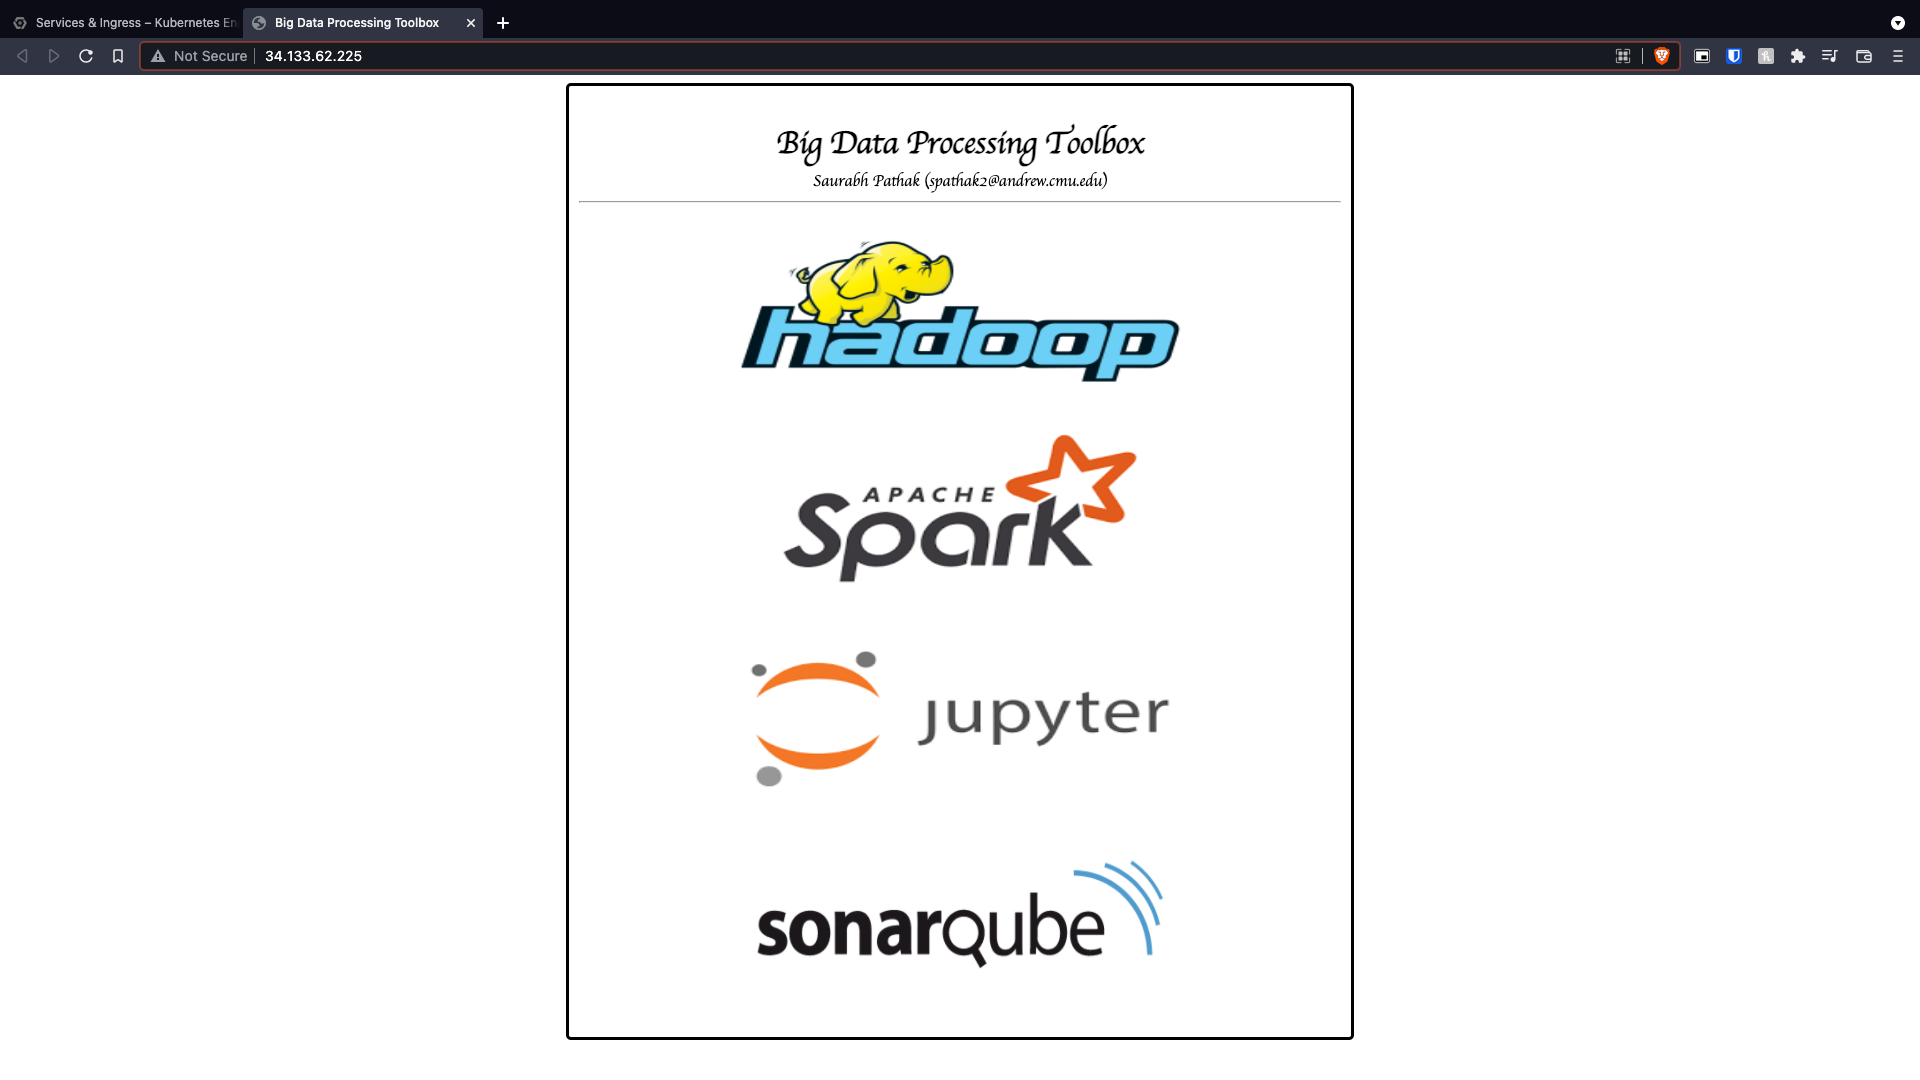 Services & Ingress – Kubernetes En
Big Data Processing Toolbox
Not Secure
34.133.62.225
Big Data Processing Toolbox
Saurabh Pathak (spathak2@andrew.cmu.edu)
hadoop
APACHE
Spark
jupyter
sonarqube